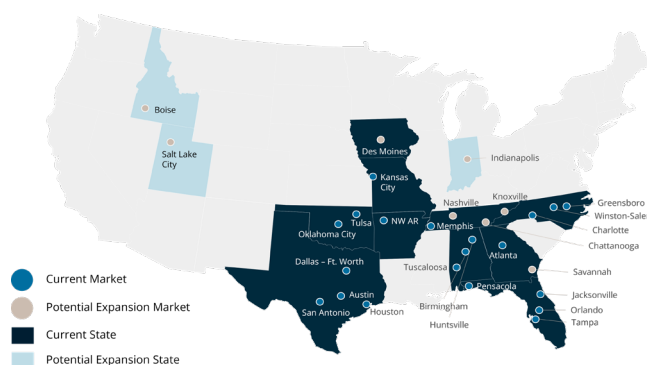 Boise
Salt Lake
City
Des Moines
Kansas
City
Indianapolis
Nashville
Knoxville
Greensboro
Winston-Sale
Charlotte
Chattanooga
Tulsa
Oklahoma City
NW AR
Memphis
Atlanta
Savannah
Dallas – Ft. Worth
Tuscaloosa
Pensacola
Birmingham
Huntsville
Jacksonville
Orlando
Tampa
Austin
San Antonio
Houston
Current Market
Potential Expansion Market
Current State
Potential Expansion State